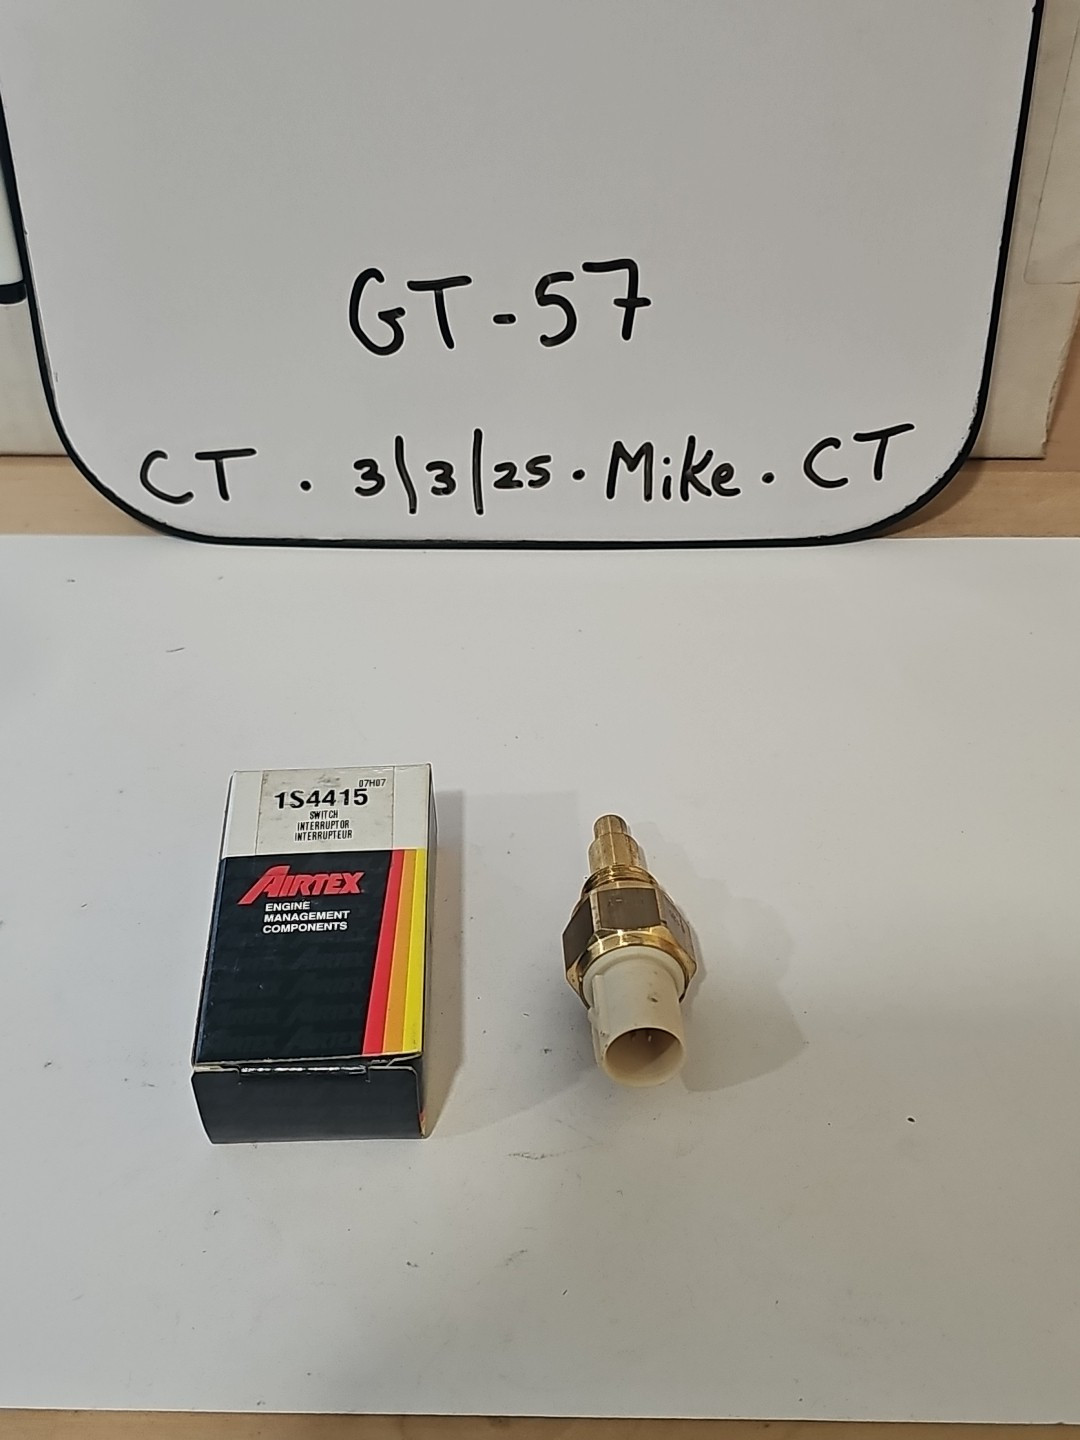 GT-57
CT . 3/3/25 . Mike . CT
07H07
1S4415
SWITCH
INTERRUPTOR
INTERRUPTEUR
AIRTEX
ENGINE
MANAGEMENT
COMPONENTS